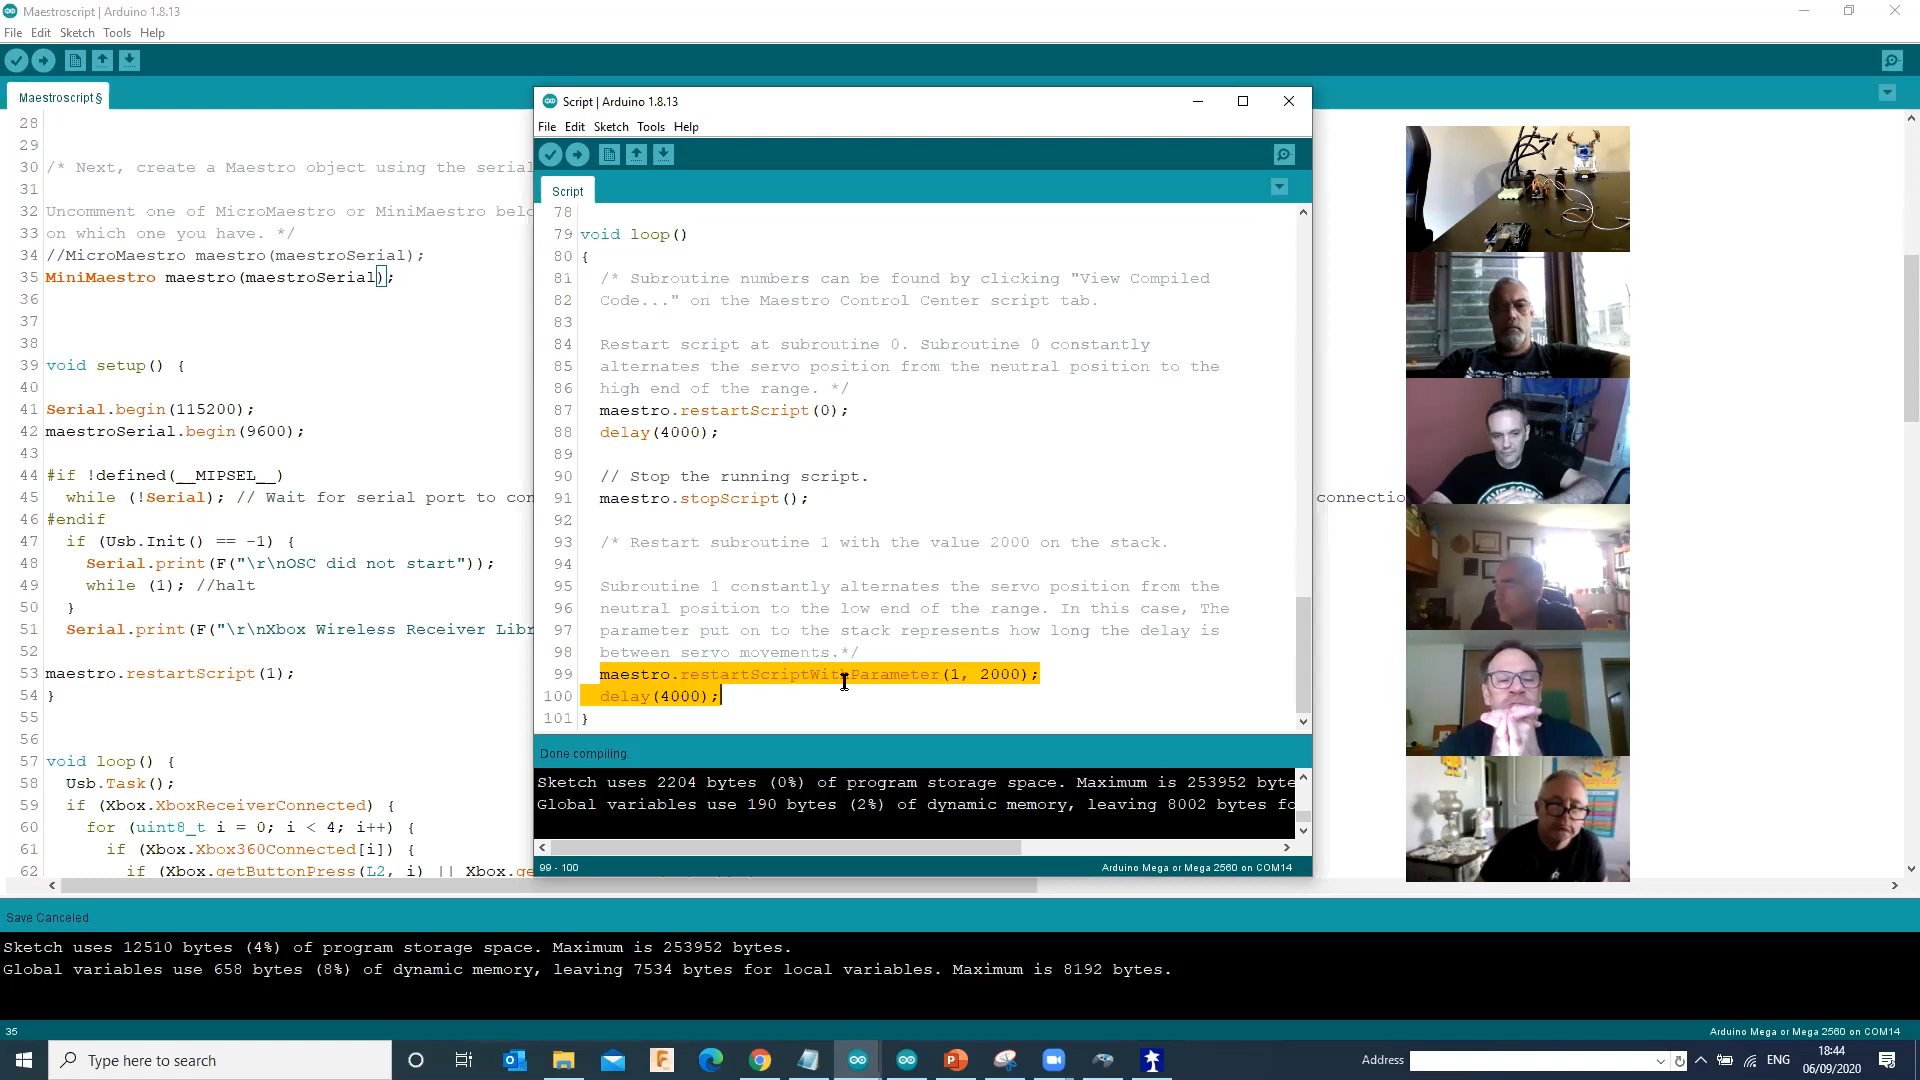 Maestroscript | Arduino 1.8.13
File Edit Sketch Tools Help
Maestroscript §
28
29
30 /* Next, create a Maestro object using the serial
31
32 Uncomment one of MicroMaestro or MiniMaestro belo
33 on which one you have. */
34 //MicroMaestro maestro(maestroSerial);
35 MiniMaestro maestro(maestroSerial);
36
37
38
39 void setup() {
40
41 Serial.begin(115200);
42 maestroSerial.begin(9600);
43
44 #if !defined(__MIPSEL__)
45 while (!Serial); // Wait for serial port to con
connectio
46 #endif
47 if (Usb.Init() == -1) {
48 Serial.print(F("\r\nOSC did not start"));
49 while (1); //halt
50 }
51 Serial.print(F("\r\nXbox Wireless Receiver Libr
52
53 maestro.restartScript(1);
54 }
55
56
57 void loop() {
58 Usb.Task();
59 if (Xbox.XboxReceiverConnected) {
60 for (uint8_t i = 0; i < 4; i++) {
61 if (Xbox.Xbox360Connected[i]) {
62 if (Xbox.getButtonPress(L2, i) || Xbox.ge
Script | Arduino 1.8.13
File Edit Sketch Tools Help
Script
78
79 void loop()
80 {
81 /* Subroutine numbers can be found by clicking "View Compiled
82 Code..." on the Maestro Control Center script tab.
83
84 Restart script at subroutine 0. Subroutine 0 constantly
85 alternates the servo position from the neutral position to the
86 high end of the range. */
87 maestro.restartScript(0);
88 delay(4000);
89
90 // Stop the running script.
91 maestro.stopScript();
92
93 /* Restart subroutine 1 with the value 2000 on the stack.
94
95 Subroutine 1 constantly alternates the servo position from the
96 neutral position to the low end of the range. In this case, The
97 parameter put on to the stack represents how long the delay is
98 between servo movements.*/
99 maestro.restartScriptWithParameter(1, 2000);
100 delay(4000);
101 }
Done compiling.
Sketch uses 2204 bytes (0%) of program storage space. Maximum is 253952 byte
Global variables use 190 bytes (2%) of dynamic memory, leaving 8002 bytes fo
99 - 100
Arduino Mega or Mega 2560 on COM14
Save Canceled.
Sketch uses 12510 bytes (4%) of program storage space. Maximum is 253952 bytes.
Global variables use 658 bytes (8%) of dynamic memory, leaving 7534 bytes for local variables. Maximum is 8192 bytes.
35
Arduino Mega or Mega 2560 on COM14
Type here to search
Address
ENG
18:44
06/09/2020